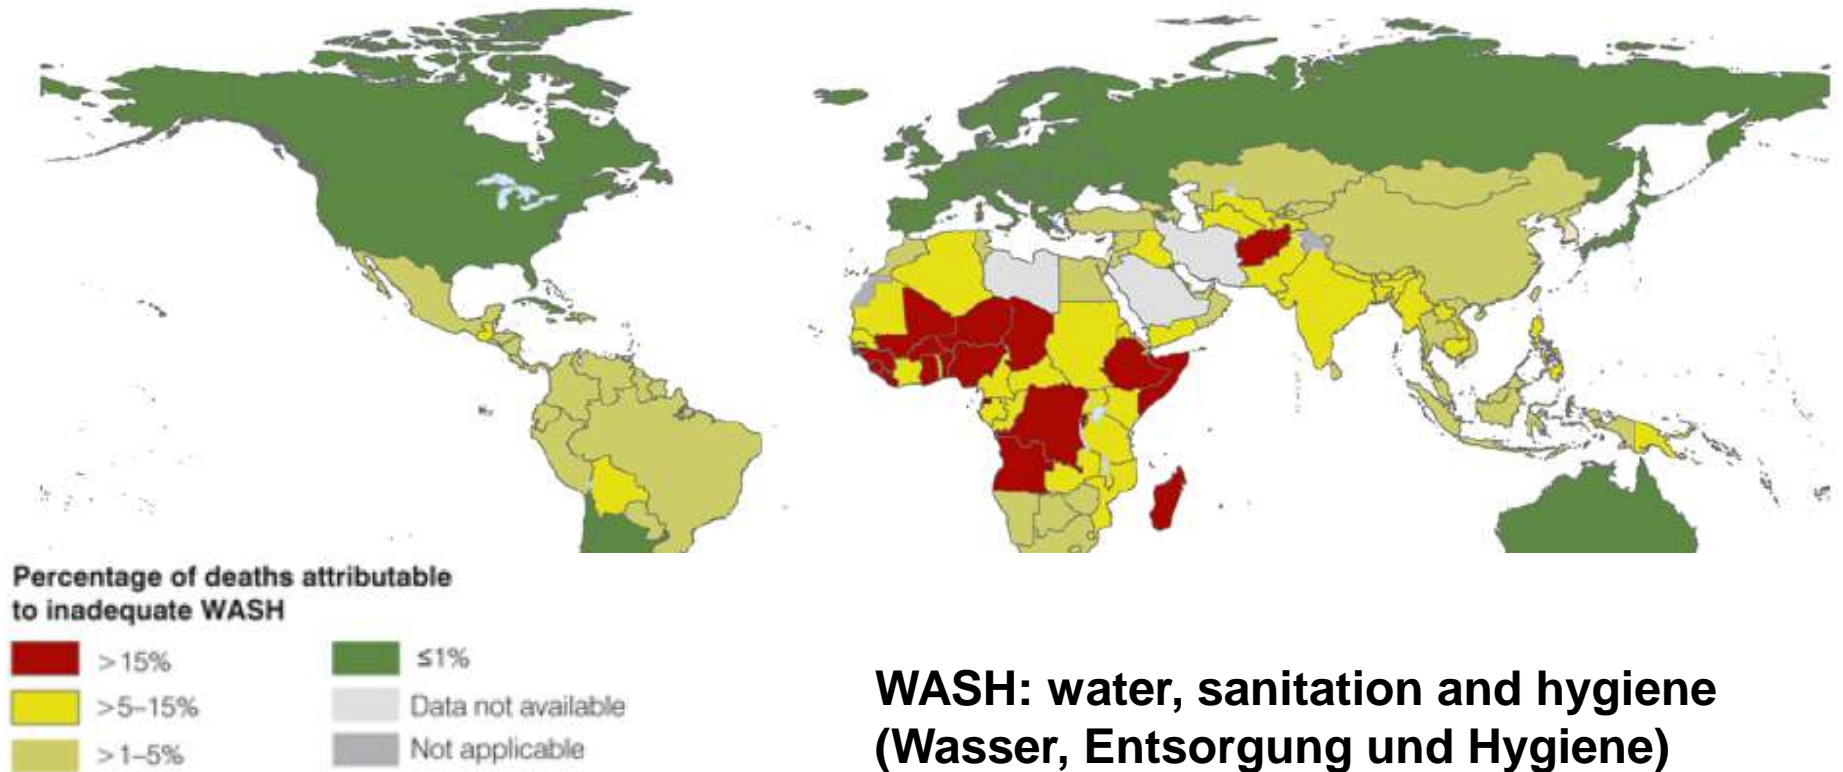 Percentage of deaths attributable
to inadequate WASH
>15%
>5–15%
>1–5%
≤1%
Data not available
Not applicable
WASH: water, sanitation and hygiene
(Wasser, Entsorgung und Hygiene)